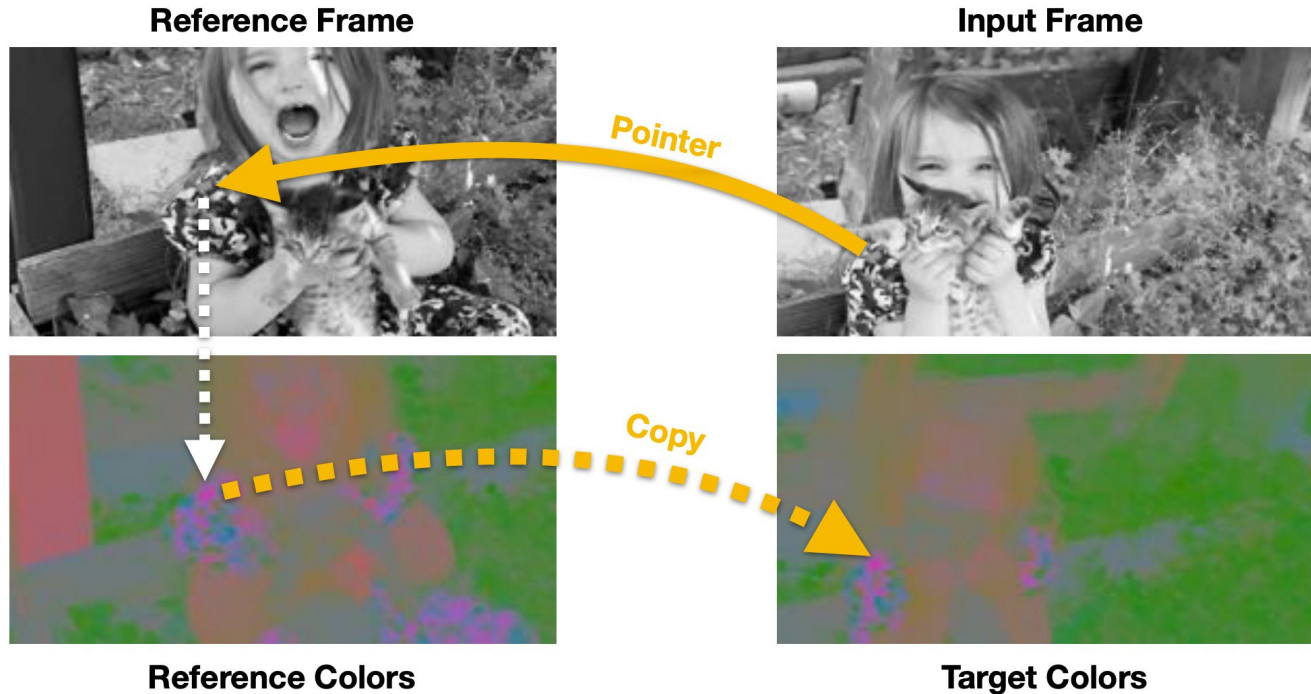 Reference Frame
Input Frame
Pointer
Copy
Reference Colors
Target Colors